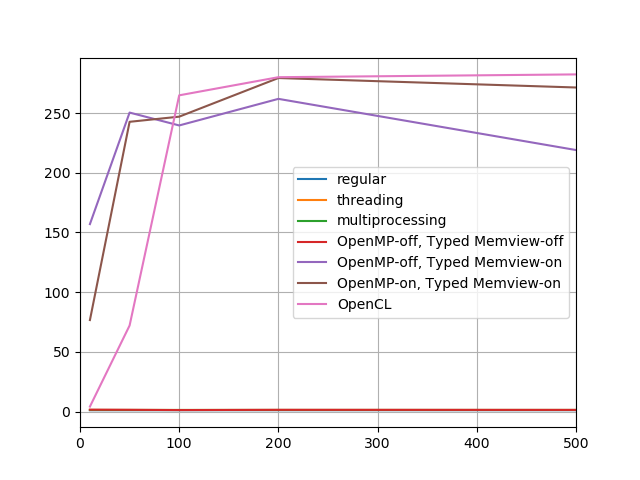 250
200
150
100
50
0
0 100 200 300 400 500
regular
threading
multiprocessing
OpenMP-off, Typed Memview-off
OpenMP-off, Typed Memview-on
OpenMP-on, Typed Memview-on
OpenCL